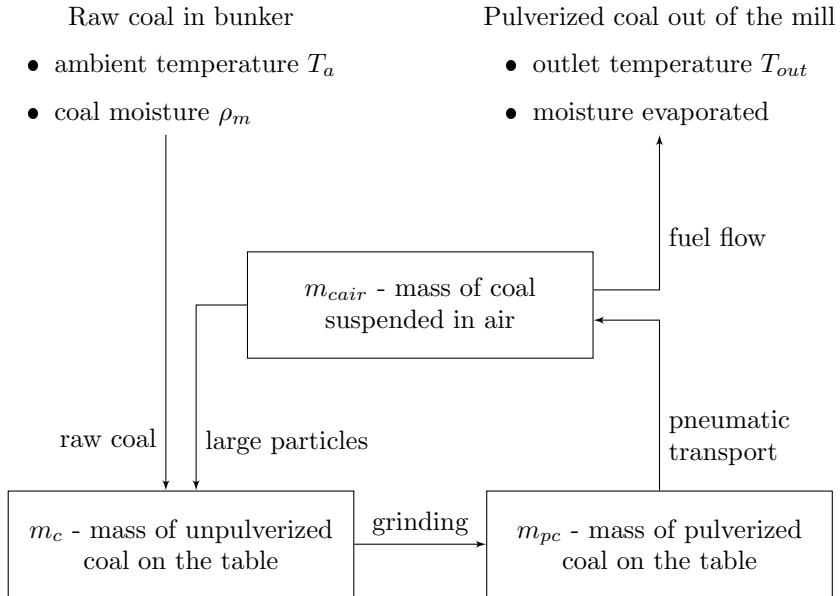 Raw coal in bunker
• ambient temperature T_a
• coal moisture ρ_m
Pulverized coal out of the mill
• outlet temperature T_out
• moisture evaporated
fuel flow
m_cair - mass of coal
suspended in air
raw coal
large particles
pneumatic
transport
m_c - mass of unpulverized
coal on the table
grinding
m_pc - mass of pulverized
coal on the table